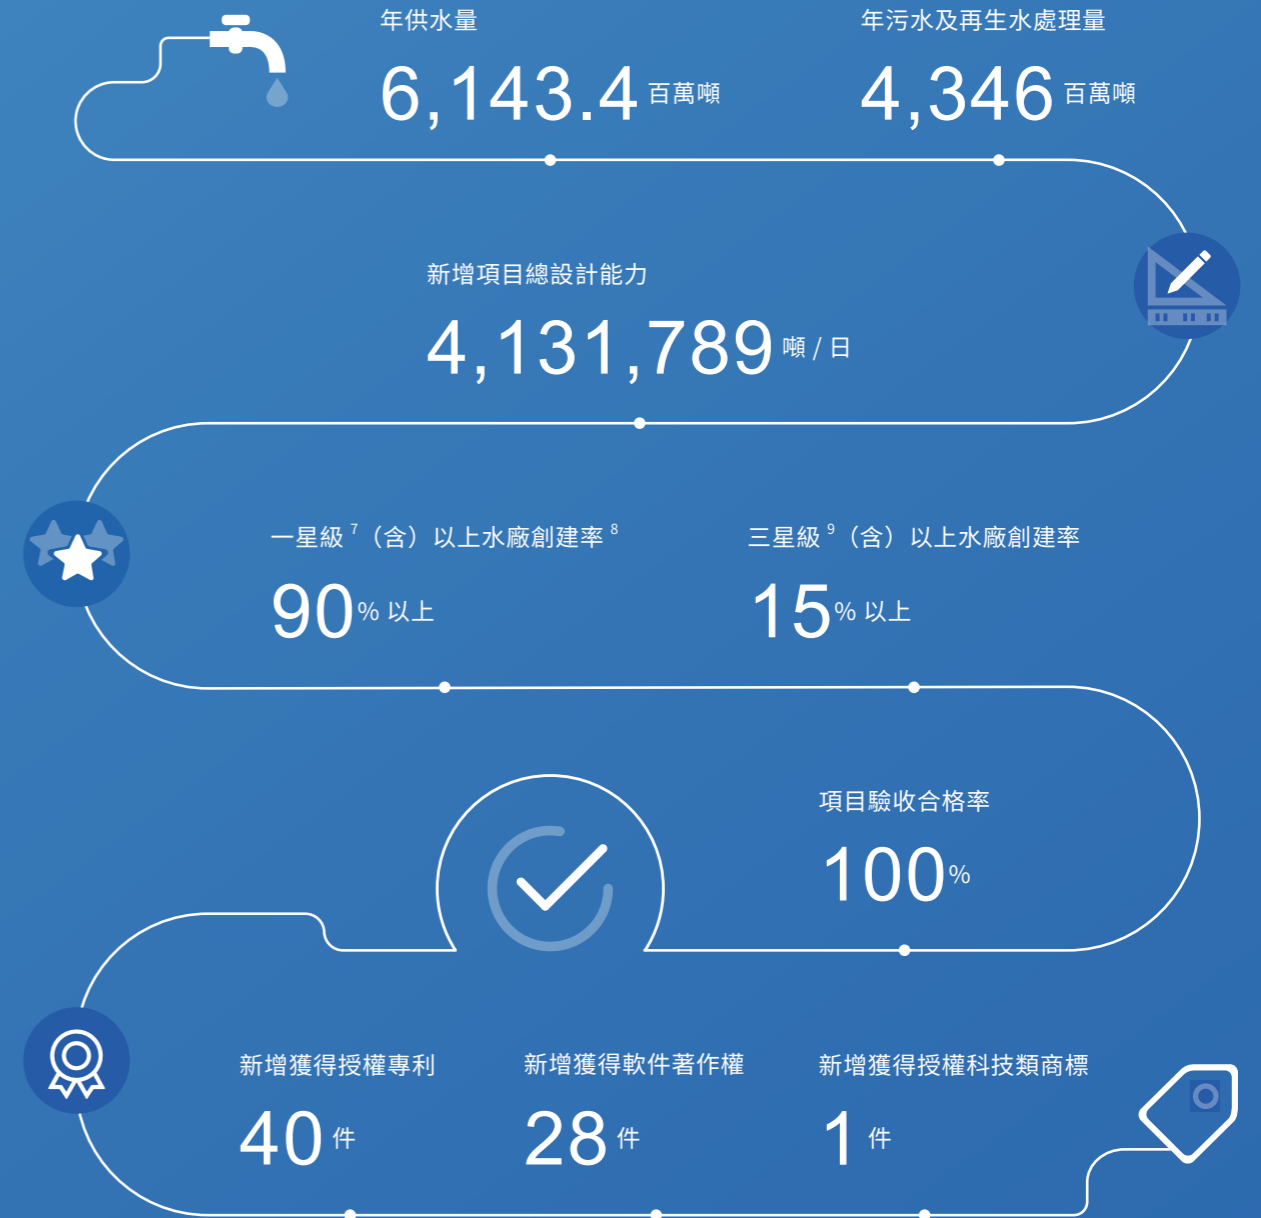 年供水量
年污水及再生水處理量
6,143.4 百萬噸
4,346 百萬噸
新增項目總設計能力
4,131,789 噸 / 日
一星級 7（含）以上水廠創建率 8
三星級 9（含）以上水廠創建率
90% 以上
15% 以上
項目驗收合格率
100%
新增獲得授權專利
新增獲得軟件著作權
新增獲得授權科技類商標
40 件
28 件
1 件